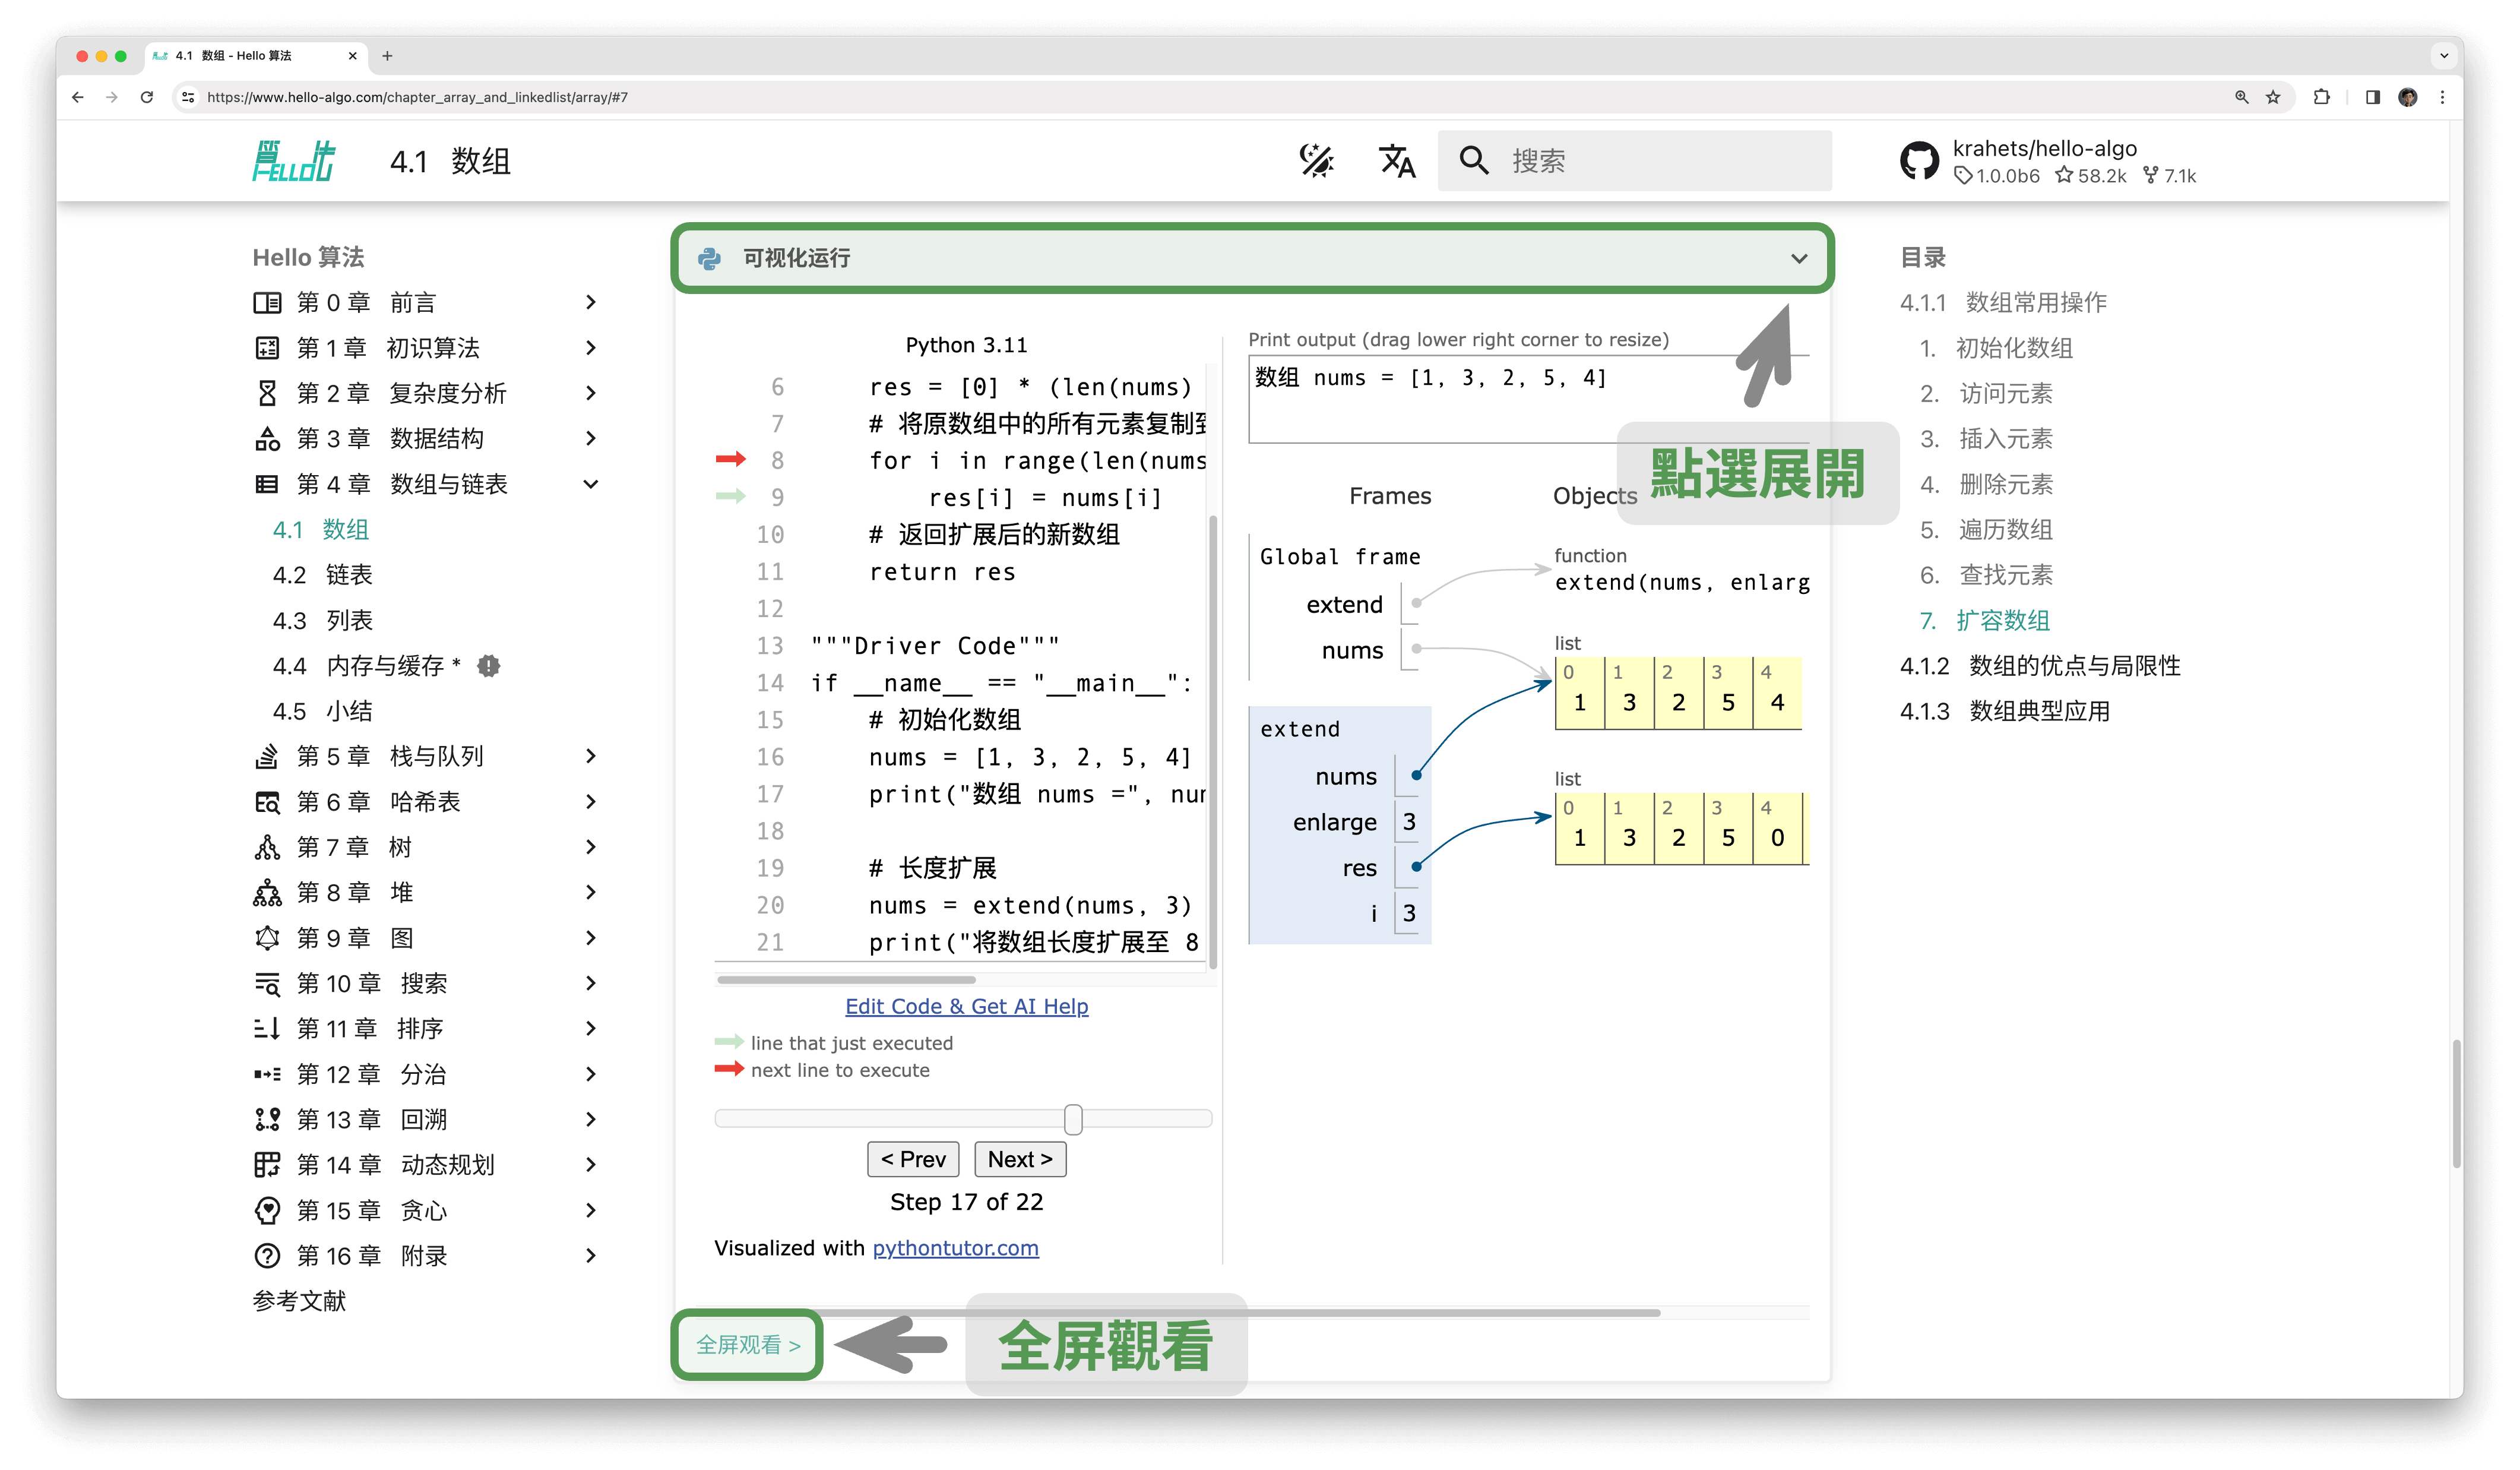 4.1 数组 - Hello 算法
https://www.hello-algo.com/chapter_array_and_linkedlist/array/#7
4.1 数组
搜索
krahets/hello-algo
1.0.0b6 58.2k 7.1k
Hello 算法
第 0 章 前言
第 1 章 初识算法
第 2 章 复杂度分析
第 3 章 数据结构
第 4 章 数组与链表
4.1 数组
4.2 链表
4.3 列表
4.4 内存与缓存 *
4.5 小结
第 5 章 栈与队列
第 6 章 哈希表
第 7 章 树
第 8 章 堆
第 9 章 图
第 10 章 搜索
第 11 章 排序
第 12 章 分治
第 13 章 回溯
第 14 章 动态规划
第 15 章 贪心
第 16 章 附录
参考文献
可视化运行
Python 3.11
6 res = [0] * (len(nums)
7 # 将原数组中的所有元素复制到
8 for i in range(len(nums
9 res[i] = nums[i]
10 # 返回扩展后的新数组
11 return res
12
13 """Driver Code"""
14 if __name__ == "__main__":
15 # 初始化数组
16 nums = [1, 3, 2, 5, 4]
17 print("数组 nums =", nur
18
19 # 长度扩展
20 nums = extend(nums, 3)
21 print("将数组长度扩展至 8
Edit Code & Get AI Help
line that just executed
next line to execute
< Prev Next >
Step 17 of 22
Visualized with pythontutor.com
全屏观看 >
全屏觀看
Print output (drag lower right corner to resize)
数组 nums = [1, 3, 2, 5, 4]
點選展開
Frames Objects
Global frame
extend
nums
function
extend(nums, enlarg
list
0 1 2 3 4
1 3 2 5 4
extend
nums
enlarge 3
res
i 3
list
0 1 2 3 4
1 3 2 5 0
目录
4.1.1 数组常用操作
1. 初始化数组
2. 访问元素
3. 插入元素
4. 删除元素
5. 遍历数组
6. 查找元素
7. 扩容数组
4.1.2 数组的优点与局限性
4.1.3 数组典型应用